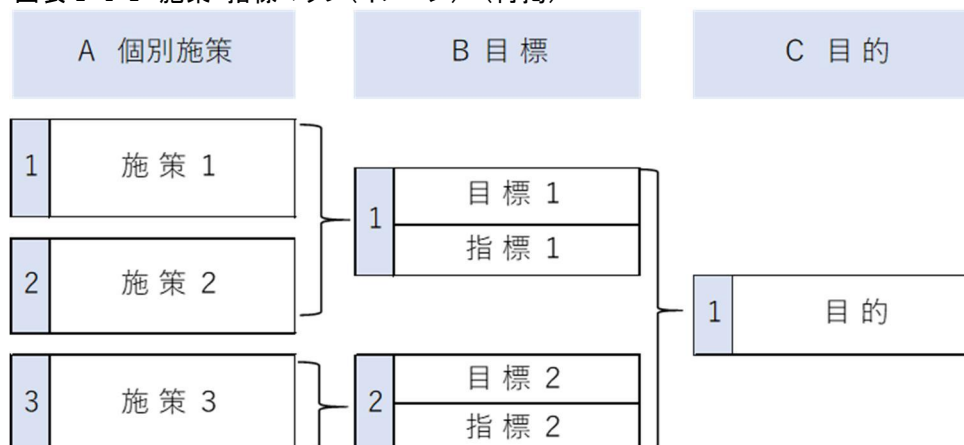 A 個別施策
B 目標
C 目的
1
施策 1
2
施策 2
3
施策 3
1
目標 1
指標 1
2
目標 2
指標 2
1
目的